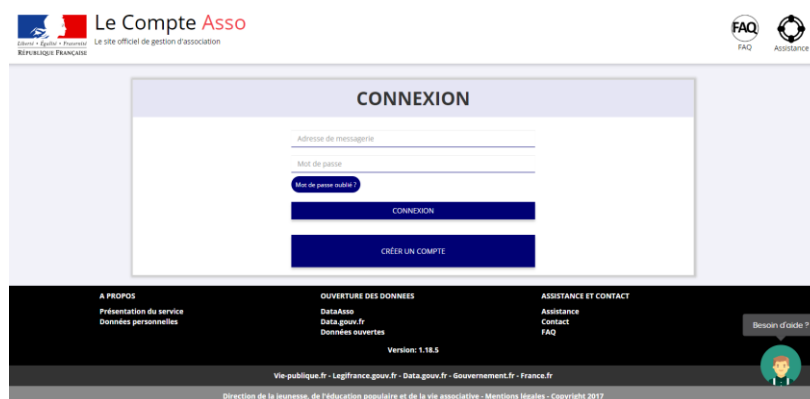 Le Compte Asso
Le site officiel de gestion d'association
Liberté • Égalité • Fraternité
RÉPUBLIQUE FRANÇAISE
FAQ
FAQ
Assistance
CONNEXION
Adresse de messagerie
Mot de passe
Mot de passe oublié ?
CONNEXION
CRÉER UN COMPTE
A PROPOS
Présentation du service
Données personnelles
OUVERTURE DES DONNEES
DataAsso
Data.gouv.fr
Données ouvertes
ASSISTANCE ET CONTACT
Assistance
Contact
FAQ
Besoin d'aide ?
Version: 1.18.5
Vie-publique.fr - Legifrance.gouv.fr - Data.gouv.fr - Gouvernement.fr - France.fr
Direction de la jeunesse, de l'éducation populaire et de la vie associative - Mentions légales - Copyright 2017